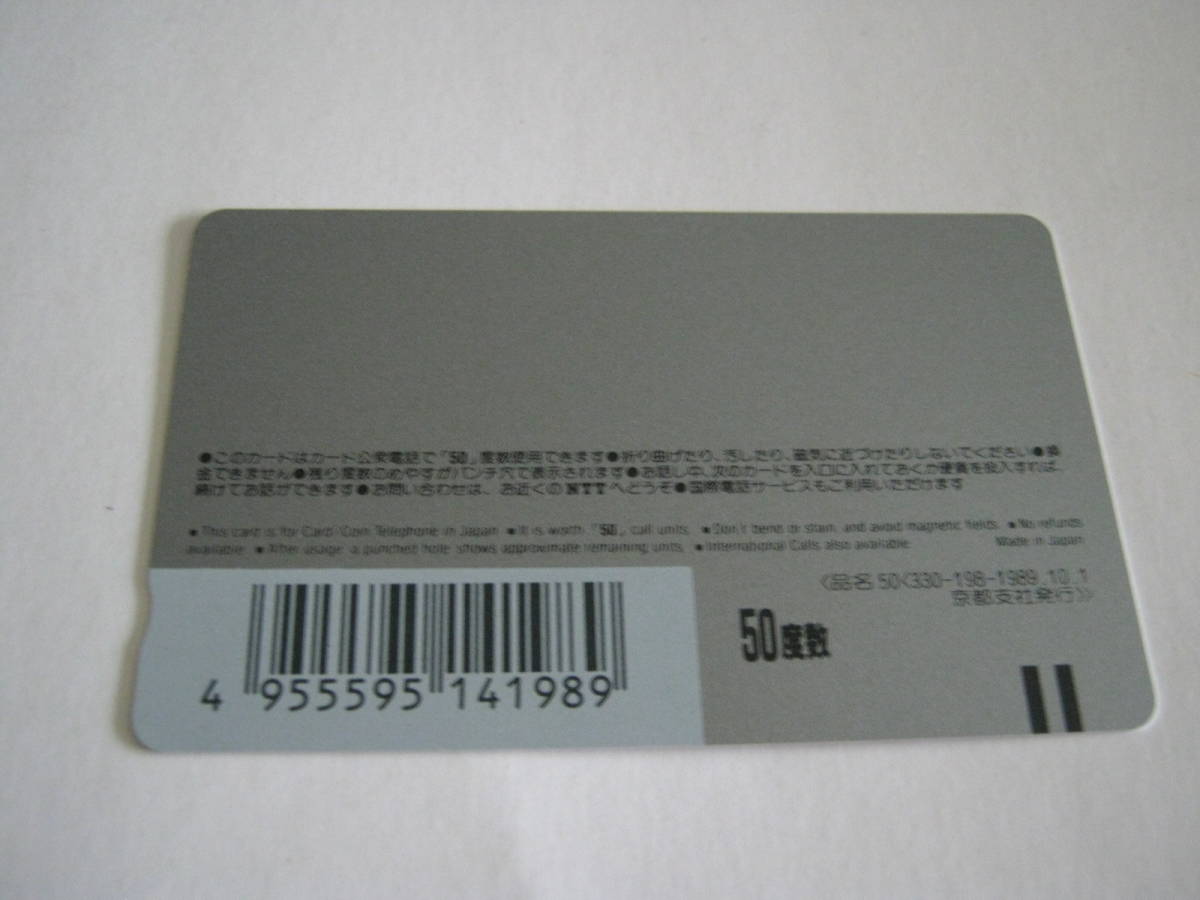 ●このカードはカード公衆電話で「50」度数使用できます●折り曲げたり、汚したり、磁気に近づけたりしないでください●換
金できません●残り度数のめやすがパンチ穴で表示されます●お話し中、次のカードを入口に入れておくか硬貨を投入すれば、
続けてお話ができます●お問い合わせは、お近くのNTTへどうぞ●国際電話サービスもご利用いただけます
●This card is for Card/Coin Telephone in Japan ●It is worth「50」call units. ●Don't bend or stain and avoid magnetic fields. ●No refunds
available. ●After usage, a punched hole shows approximate remaining units. ●International Calls also available. Made in Japan
《品名 50〈330-198-1989.10.1
京都支社発行〉》
50度数
4 955595 141989